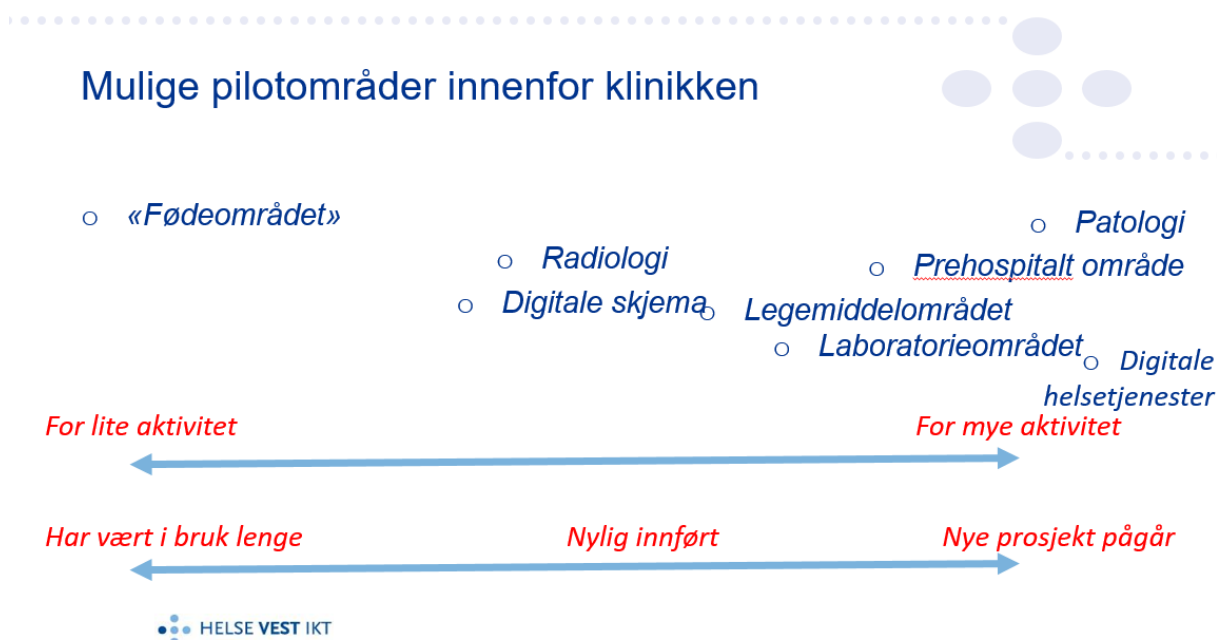 Mulige pilotområder innenfor klinikken
«Fødeområdet»
Patologi
Radiologi
Prehospitalt område
Digitale skjema
Legemiddelområdet
Laboratorieområdet
Digitale
helsetjenester
For lite aktivitet
For mye aktivitet
Har vært i bruk lenge
Nylig innført
Nye prosjekt pågår
HELSE VEST IKT